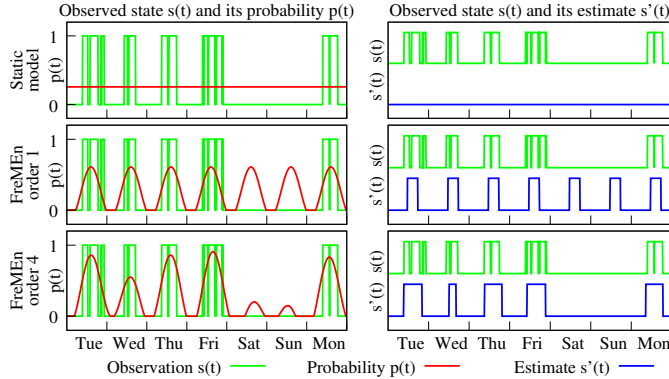 Observed state s(t) and its probability p(t)
Observed state s(t) and its estimate s'(t)
Static
model
p(t)
1
0
s(t)
s'(t)
FreMEn
order 1
p(t)
1
0
s(t)
s'(t)
FreMEn
order 4
p(t)
1
0
s(t)
s'(t)
Tue Wed Thu Fri Sat Sun Mon
Tue Wed Thu Fri Sat Sun Mon
Observation s(t) Probability p(t) Estimate s'(t)